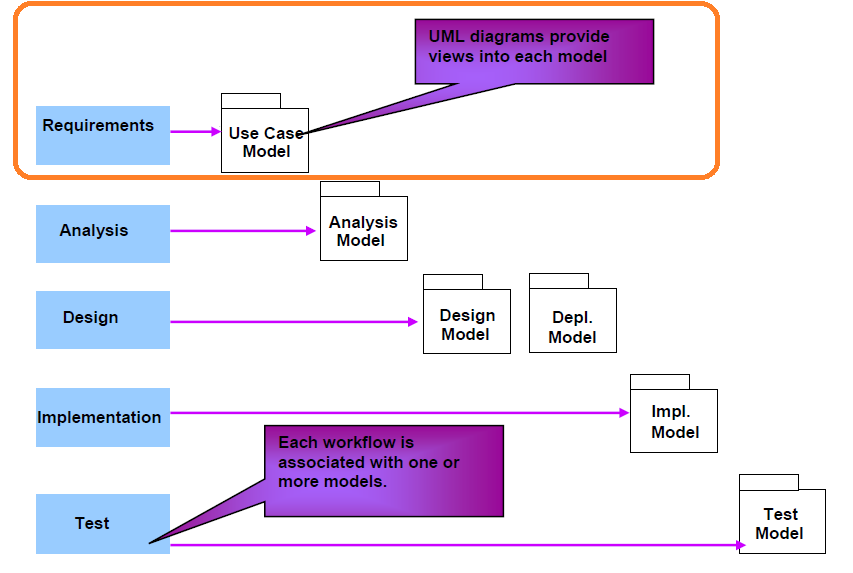 UML diagrams provide
views into each model
Requirements
Use Case
Model
Analysis
Analysis
Model
Design
Design
Model
Depl.
Model
Implementation
Impl.
Model
Each workflow is
associated with one or
more models.
Test
Test
Model